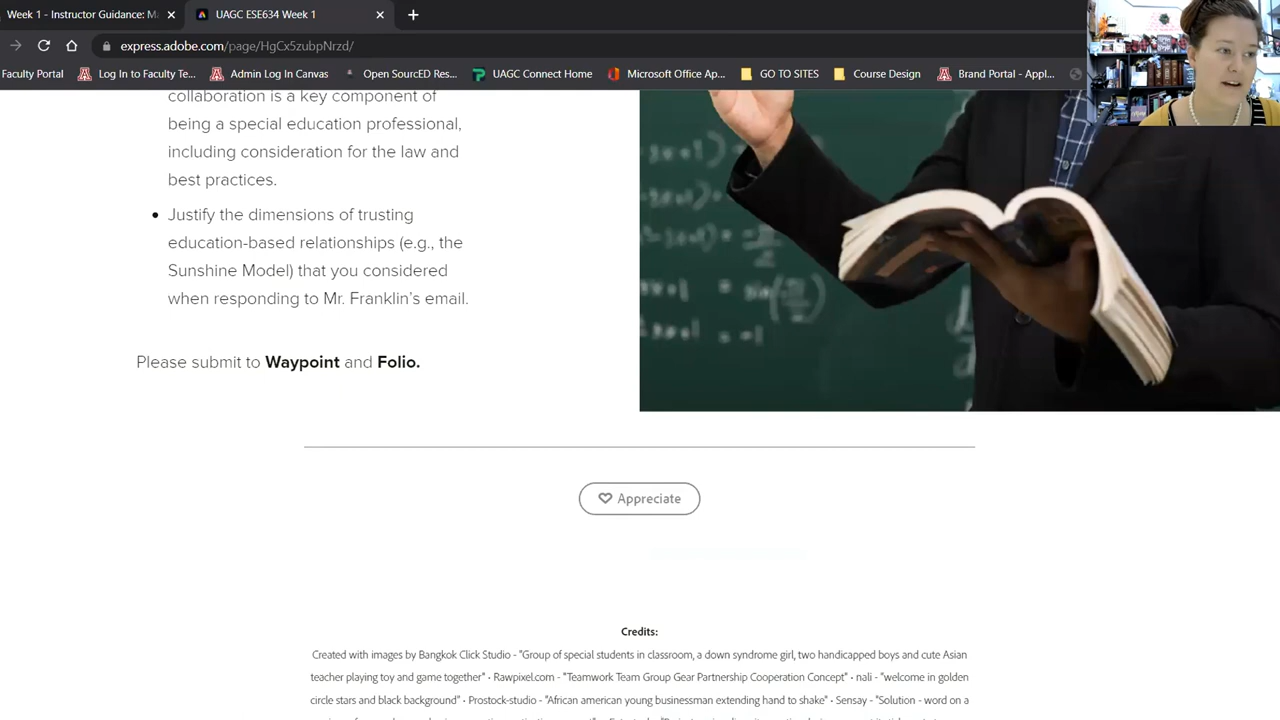 Week 1 - Instructor Guidance: M
UAGC ESE634 Week 1
express.adobe.com/page/HgCx5zubpNrzd/
Faculty Portal
Log In to Faculty Te...
Admin Log In Canvas
Open SourcED Res...
UAGC Connect Home
Microsoft Office Ap...
GO TO SITES
Course Design
Brand Portal - Appl...
collaboration is a key component of
being a special education professional,
including consideration for the law and
best practices.
• Justify the dimensions of trusting
education-based relationships (e.g., the
Sunshine Model) that you considered
when responding to Mr. Franklin's email.
Please submit to Waypoint and Folio.
Appreciate
Credits:
Created with images by Bangkok Click Studio - "Group of special students in classroom, a down syndrome girl, two handicapped boys and cute Asian
teacher playing toy and game together" • Rawpixel.com - "Teamwork Team Group Gear Partnership Cooperation Concept" • nali - "welcome in golden
circle stars and black background" • Prostock-studio - "African american young businessman extending hand to shake" • Sensay - "Solution - word on a